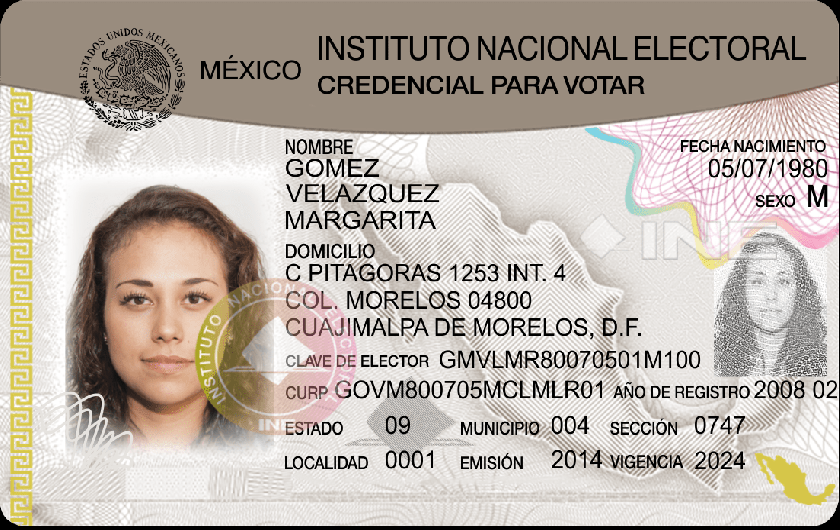 ESTADOS UNIDOS MEXICANOS
MÉXICO
INSTITUTO NACIONAL ELECTORAL
CREDENCIAL PARA VOTAR
NOMBRE
GOMEZ
VELAZQUEZ
MARGARITA
FECHA NACIMIENTO
05/07/1980
SEXO M
DOMICILIO
C PITAGORAS 1253 INT. 4
COL. MORELOS 04800
CUAJIMALPA DE MORELOS, D.F.
CLAVE DE ELECTOR GMVLMR80070501M100
CURP GOVM800705MCLMLR01 AÑO DE REGISTRO 2008 02
ESTADO 09 MUNICIPIO 004 SECCIÓN 0747
LOCALIDAD 0001 EMISIÓN 2014 VIGENCIA 2024
INE
INSTITUTO NACIONAL ELECTORAL
INE